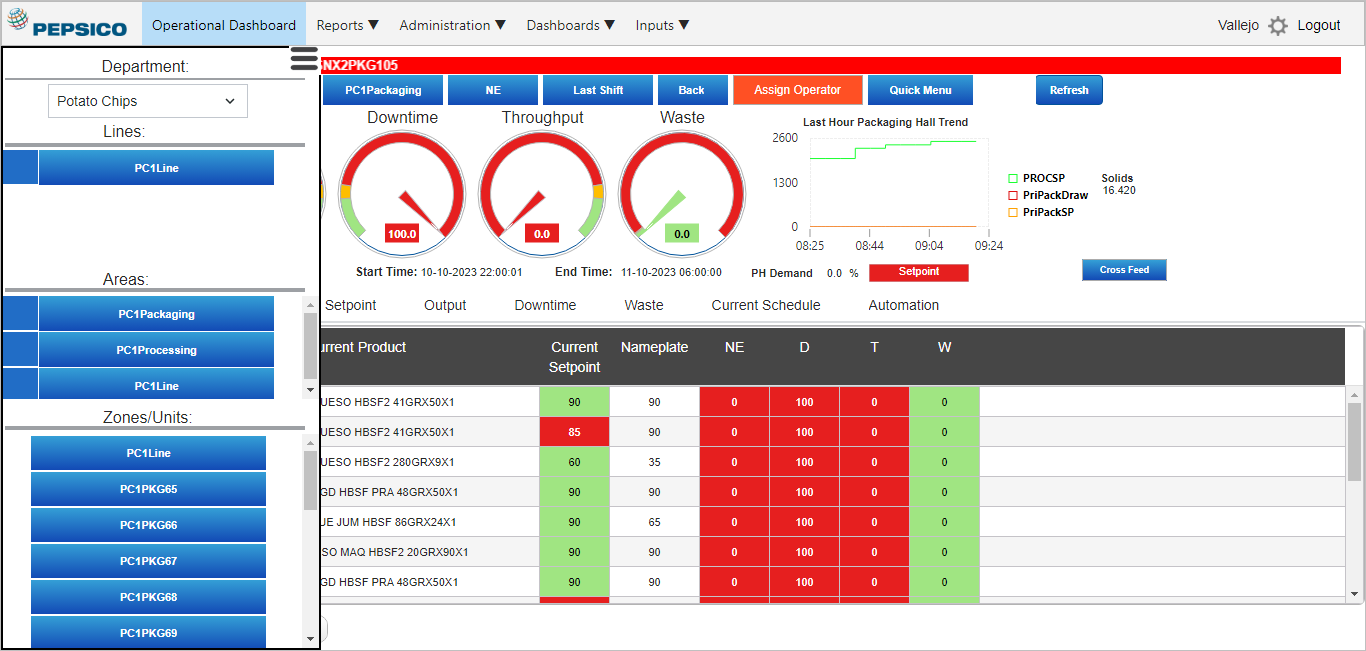 PEPSICO Operational Dashboard Reports ▼ Administration ▼ Dashboards ▼ Inputs ▼ Vallejo Logout
Department:
Potato Chips
Lines:
PC1Line
Areas:
PC1Packaging
PC1Processing
PC1Line
Zones/Units:
PC1Line
PC1PKG65
PC1PKG66
PC1PKG67
PC1PKG68
PC1PKG69
NX2PKG105
PC1Packaging NE Last Shift Back Assign Operator Quick Menu Refresh
Downtime Throughput Waste
100.0 0.0 0.0
Start Time: 10-10-2023 22:00:01 End Time: 11-10-2023 06:00:00
Last Hour Packaging Hall Trend
2600
1300
0
08:25 08:44 09:04 09:24
PROCSP
PriPackDraw
PriPackSP
Solids
16.420
PH Demand 0.0 % Setpoint
Cross Feed
Setpoint Output Downtime Waste Current Schedule Automation
urrent Product Current Setpoint Nameplate NE D T W
UESO HBSF2 41GRX50X1 90 90 0 100 0 0
UESO HBSF2 41GRX50X1 85 90 0 100 0 0
UESO HBSF2 280GRX9X1 60 35 0 100 0 0
GD HBSF PRA 48GRX50X1 90 90 0 100 0 0
UE JUM HBSF 86GRX24X1 90 65 0 100 0 0
SO MAQ HBSF2 20GRX90X1 90 90 0 100 0 0
GD HBSF PRA 48GRX50X1 90 90 0 100 0 0